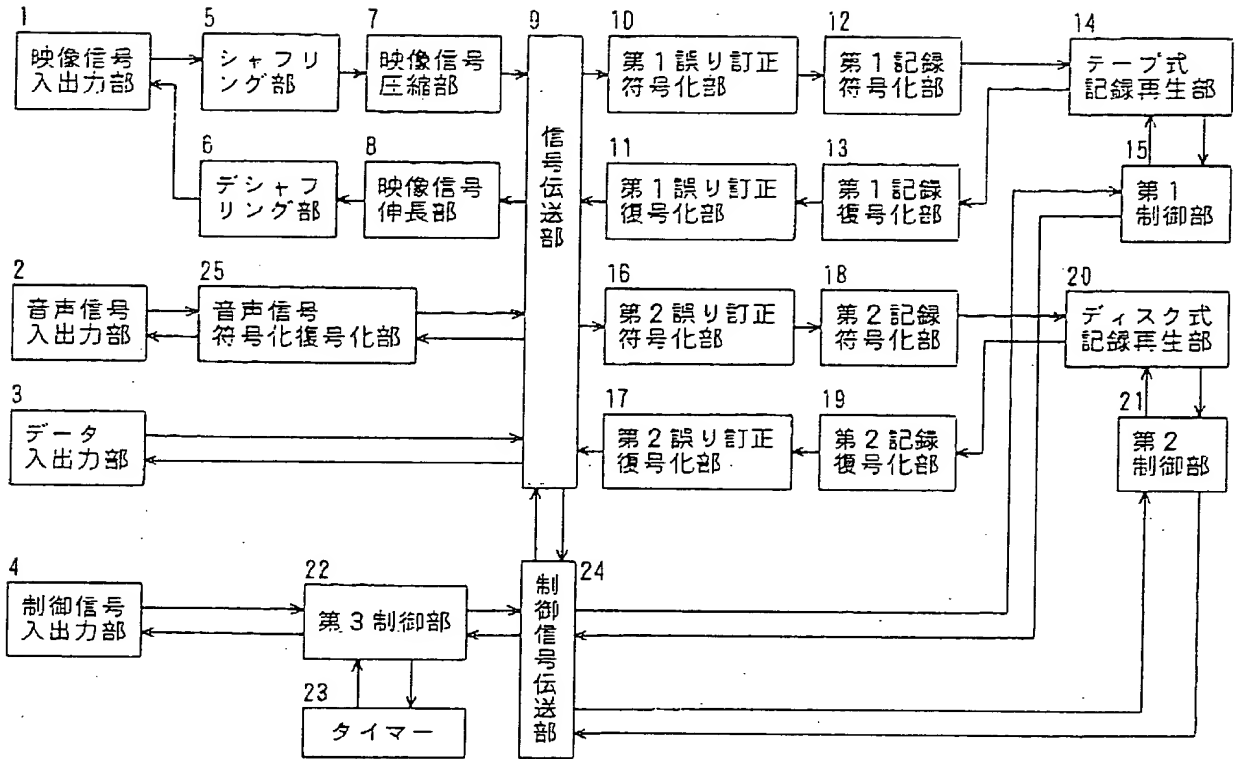 1
映像信号
入出力部
5
シャフリ
ング部
7
映像信号
圧縮部
9
信号伝送部
10
第1誤り訂正
符号化部
12
第1記録
符号化部
14
テープ式
記録再生部
6
デシャフ
リング部
8
映像信号
伸長部
11
第1誤り訂正
復号化部
13
第1記録
復号化部
15
第1
制御部
2
音声信号
入出力部
25
音声信号
符号化復号化部
16
第2誤り訂正
符号化部
18
第2記録
符号化部
20
ディスク式
記録再生部
3
データ
入出力部
17
第2誤り訂正
復号化部
19
第2記録
復号化部
21
第2
制御部
4
制御信号
入出力部
22
第3制御部
24
制御信号伝送部
23
タイマー